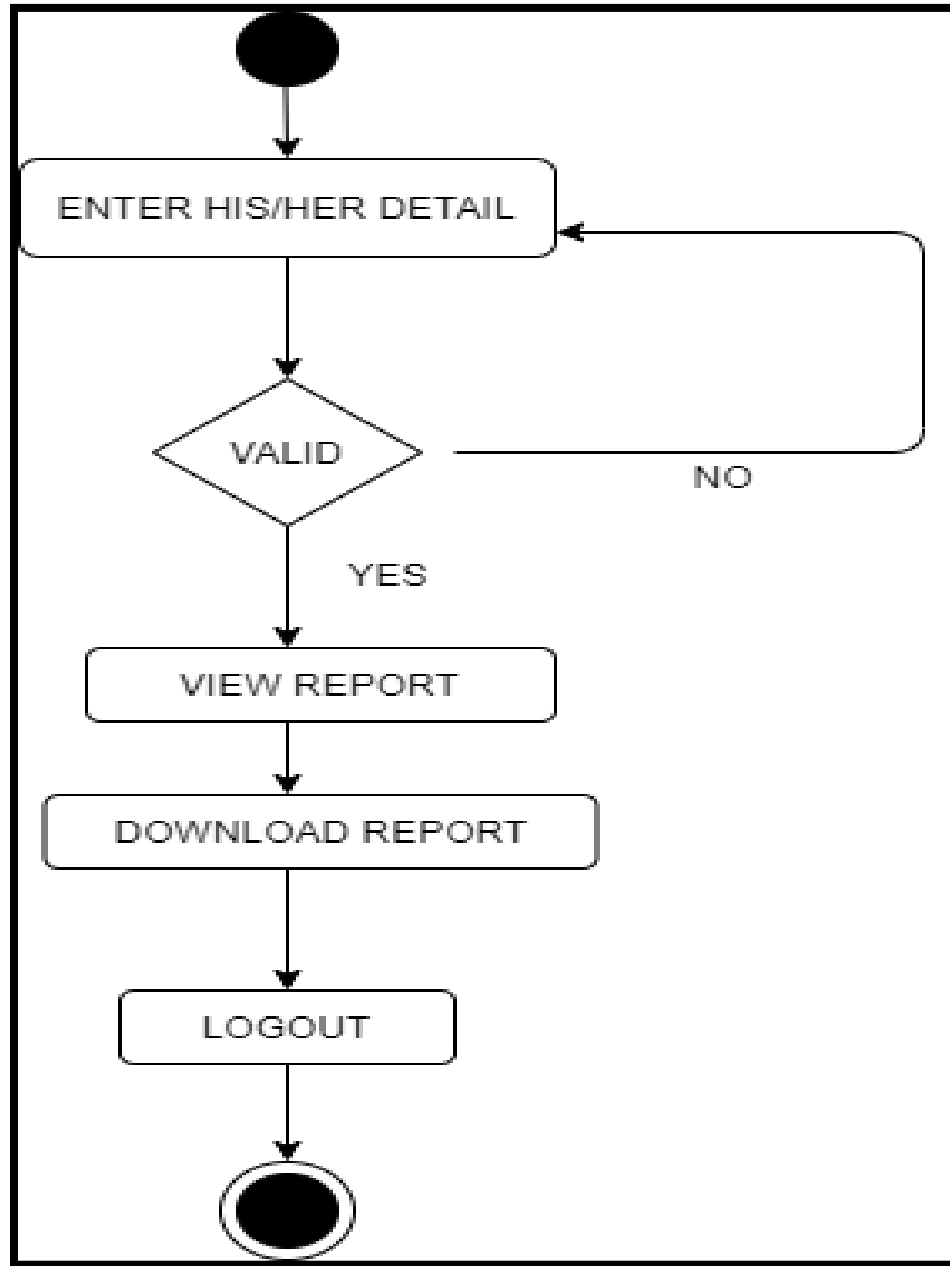 ENTER HIS/HER DETAIL
VALID
NO
YES
VIEW REPORT
DOWNLOAD REPORT
LOGOUT